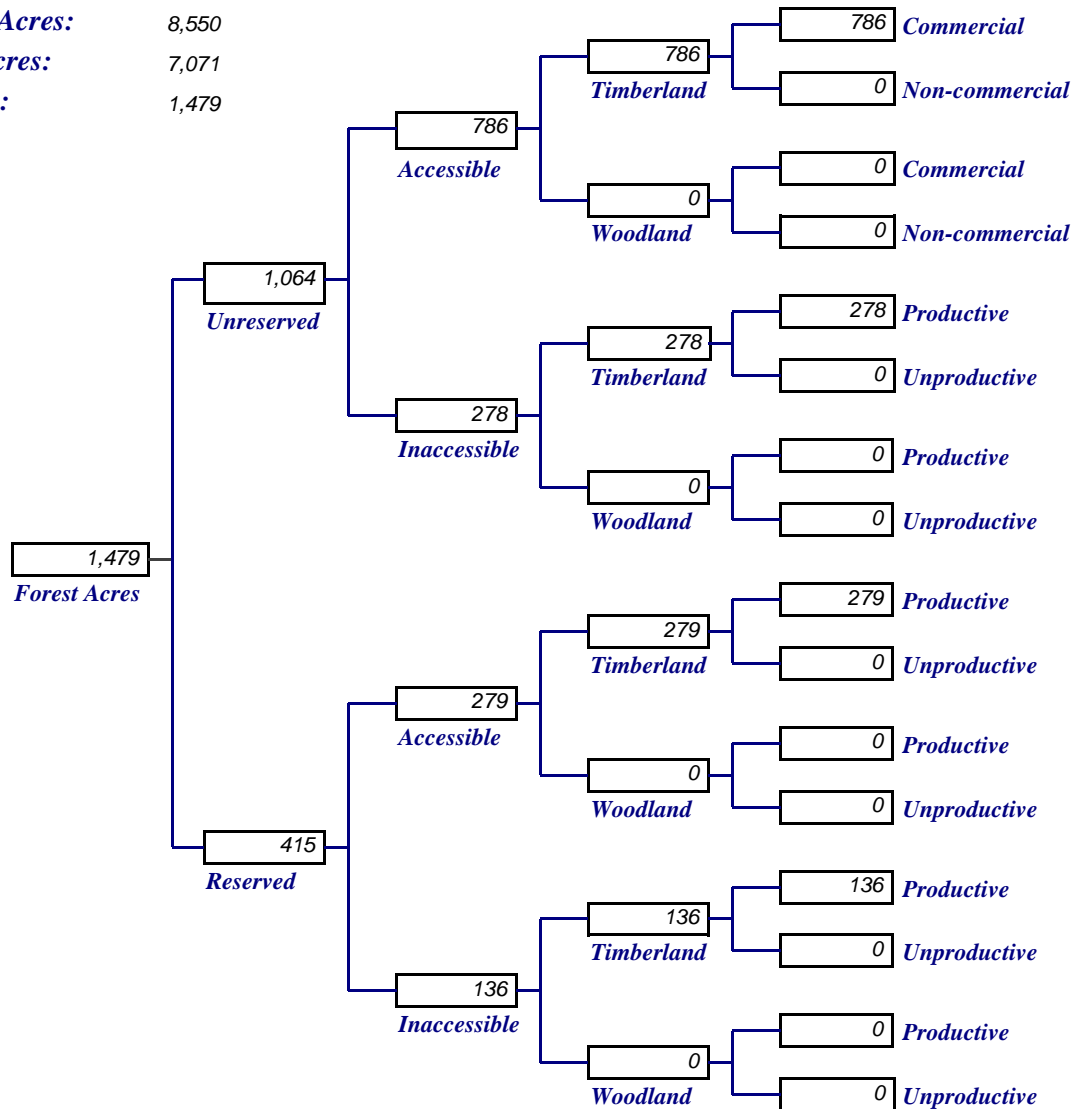 Acres: 8,550
cres: 7,071
: 1,479
786 Commercial
786
Timberland
0 Non-commercial
786
Accessible
0 Commercial
0
Woodland
0 Non-commercial
1,064
Unreserved
278 Productive
278
Timberland
0 Unproductive
278
Inaccessible
0 Productive
0
Woodland
0 Unproductive
1,479
Forest Acres
279 Productive
279
Timberland
0 Unproductive
279
Accessible
0 Productive
0
Woodland
0 Unproductive
415
Reserved
136 Productive
136
Timberland
0 Unproductive
136
Inaccessible
0 Productive
0
Woodland
0 Unproductive